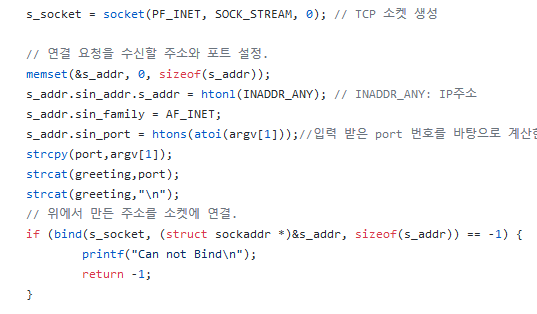 s_socket = socket(PF_INET, SOCK_STREAM, 0); // TCP 소켓 생성
// 연결 요청을 수신할 주소와 포트 설정.
memset(&s_addr, 0, sizeof(s_addr));
s_addr.sin_addr.s_addr = htonl(INADDR_ANY); // INADDR_ANY: IP주소
s_addr.sin_family = AF_INET;
s_addr.sin_port = htons(atoi(argv[1]));//입력 받은 port 번호를 바탕으로
strcpy(port,argv[1]);
strcat(greeting,port);
strcat(greeting,"\n");
// 위에서 만든 주소를 소켓에 연결.
if (bind(s_socket, (struct sockaddr *)&s_addr, sizeof(s_addr)) == -1) {
printf("Can not Bind\n");
return -1;
}